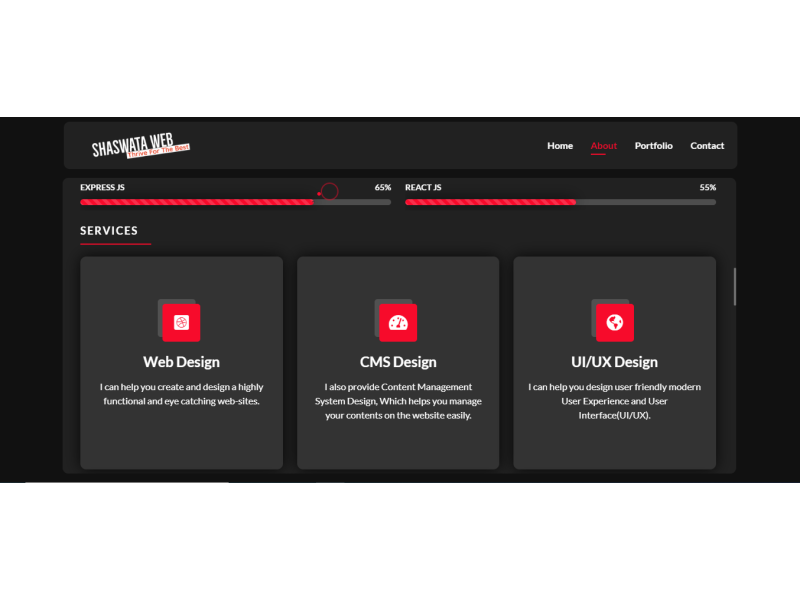 SHASWATA WEB
Thrive For The Best
Home About Portfolio Contact
EXPRESS JS 65% REACT JS 55%
SERVICES
Web Design
I can help you create and design a highly
functional and eye catching web-sites.
CMS Design
I also provide Content Management
System Design, Which helps you manage
your contents on the website easily.
UI/UX Design
I can help you design user friendly modern
User Experience and User
Interface(UI/UX).